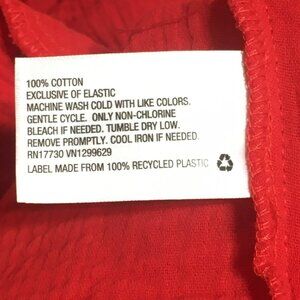 100% COTTON
EXCLUSIVE OF ELASTIC
MACHINE WASH COLD WITH LIKE COLORS.
GENTLE CYCLE. ONLY NON-CHLORINE
BLEACH IF NEEDED. TUMBLE DRY LOW.
REMOVE PROMPTLY. COOL IRON IF NEEDED.
RN17730 VN1299629
LABEL MADE FROM 100% RECYCLED PLASTIC